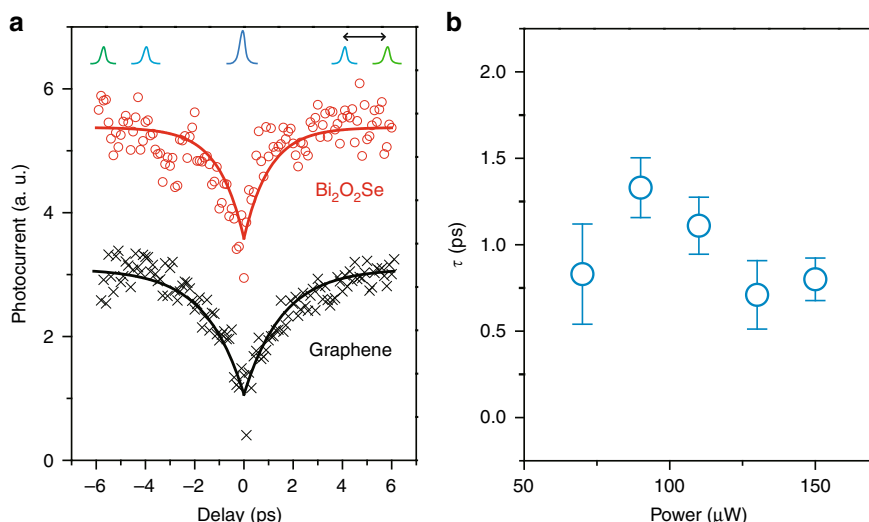 a
b
Photocurrent (a. u.)
6
4
2
0
Bi₂O₂Se
Graphene
–6 –4 –2 0 2 4 6
Delay (ps)
τ (ps)
2.0
1.5
1.0
0.5
0.0
50 100 150
Power (μW)